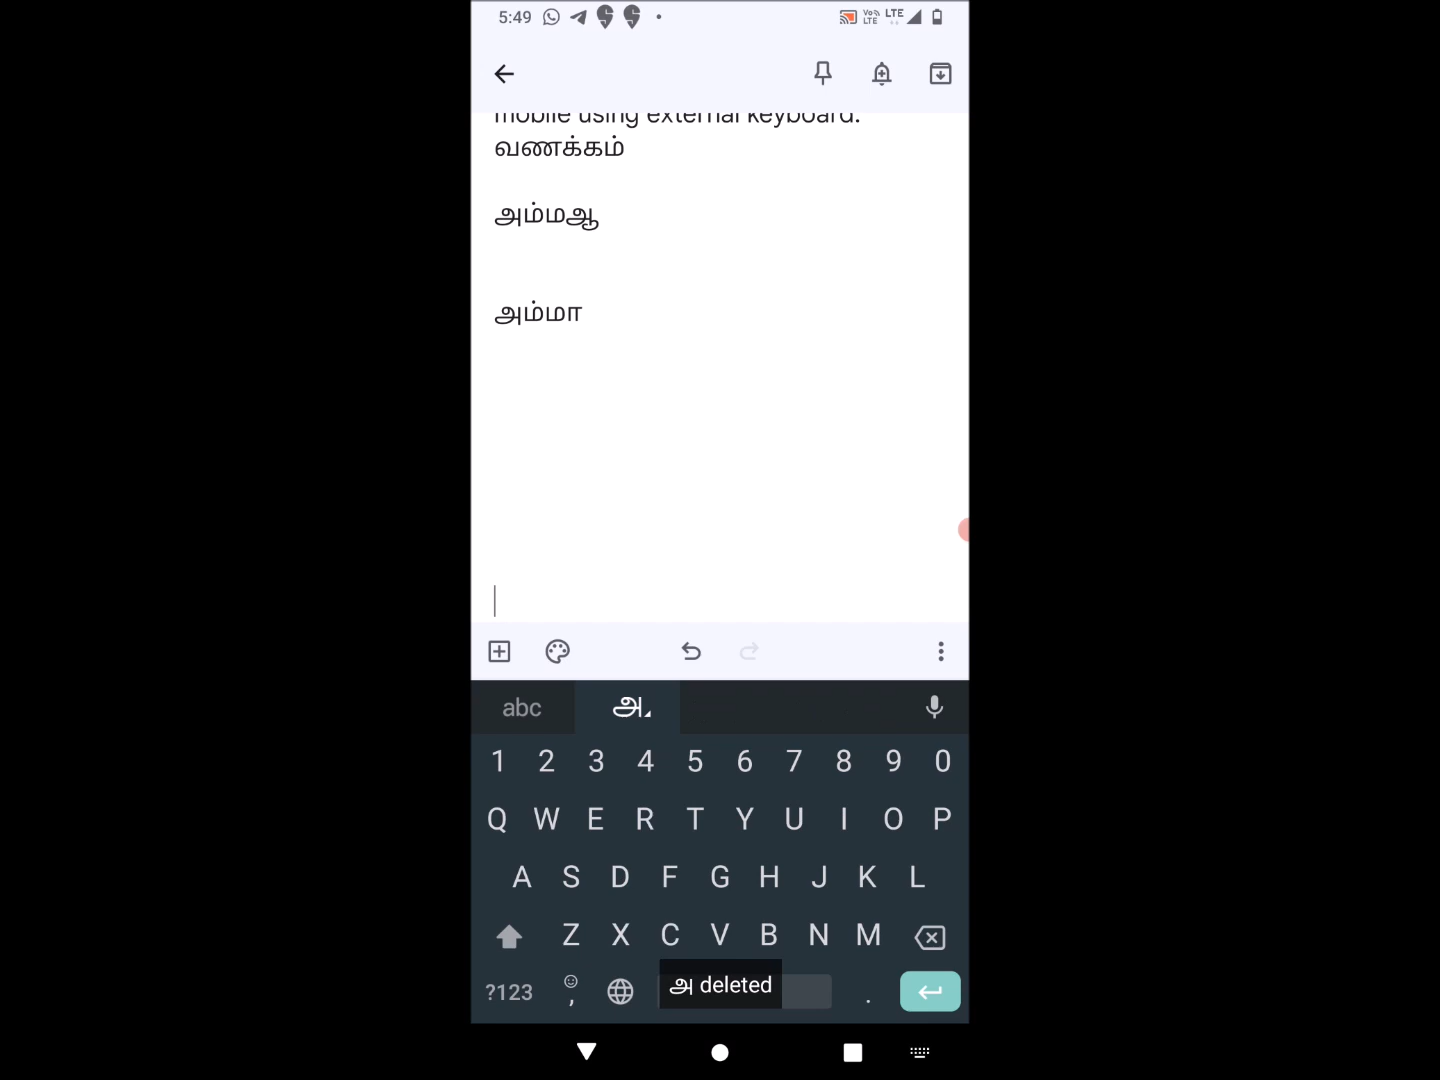 5:49 LTE
mobile using external keyboard.
வணக்கம்
அம்மஆ
அம்மா
abc அ
1 2 3 4 5 6 7 8 9 0
Q W E R T Y U I O P
A S D F G H J K L
Z X C V B N M
?123 , அ deleted .